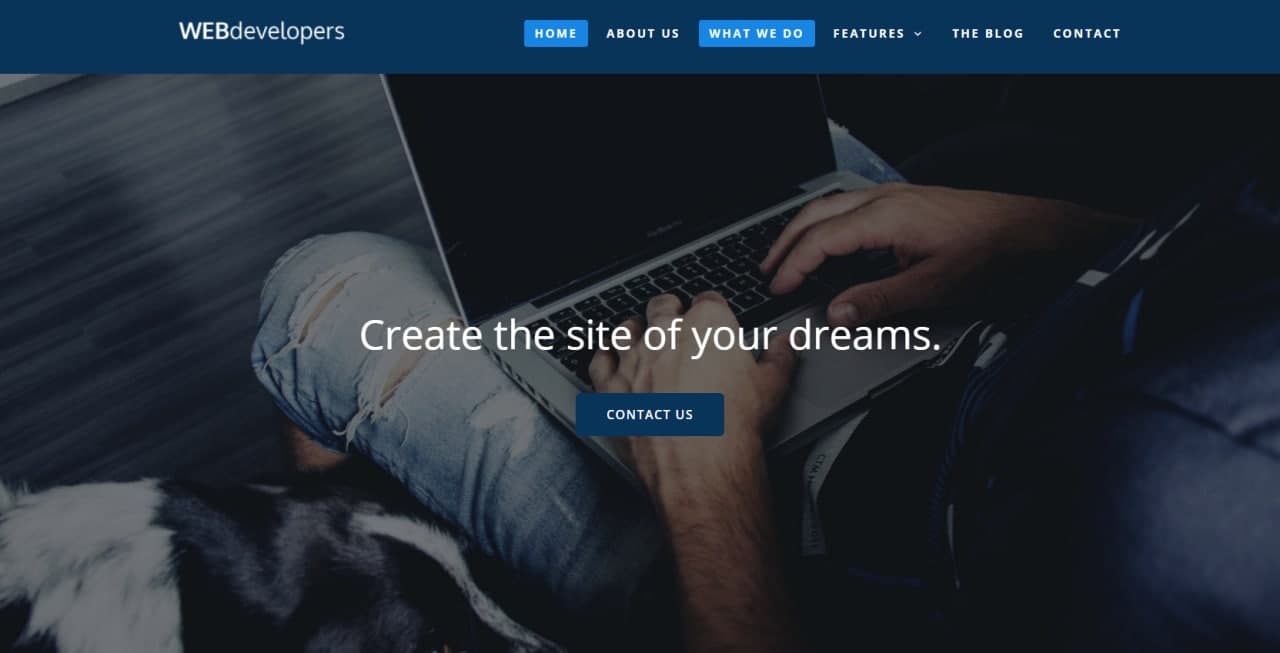 WEBdevelopers
HOME ABOUT US WHAT WE DO FEATURES THE BLOG CONTACT
Create the site of your dreams.
CONTACT US